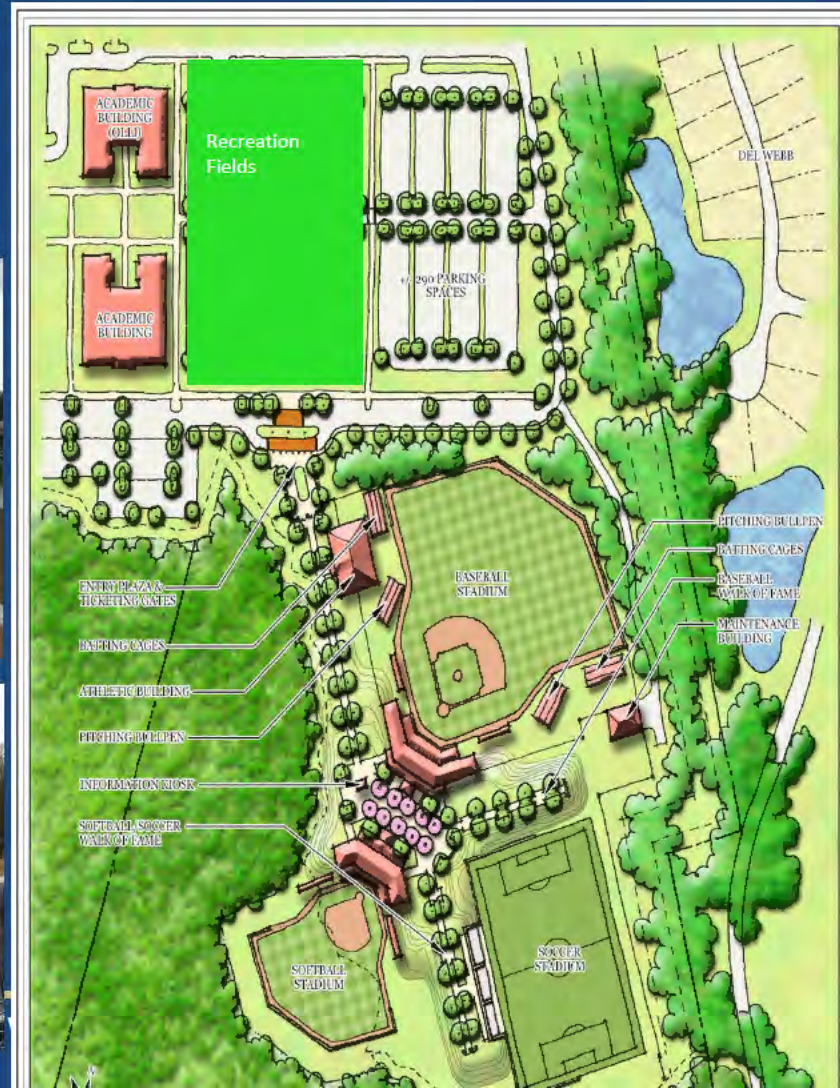 ACADEMIC
BUILDING
(OLLI)
Recreation
Fields
DEL WEBB
+/- 290 PARKING
SPACES
ACADEMIC
BUILDING
PITCHING BULLPEN
BATTING CAGES
BASEBALL
WALK OF FAME
MAINTENANCE
BUILDING
BASEBALL
STADIUM
ENTRY PLAZA &
TICKETING GATES
BATTING CAGES
ATHLETIC BUILDING
PITCHING BULLPEN
INFORMATION KIOSK
SOFTBALL/SOCCER
WALK OF FAME
SOFTBALL
STADIUM
SOCCER
STADIUM